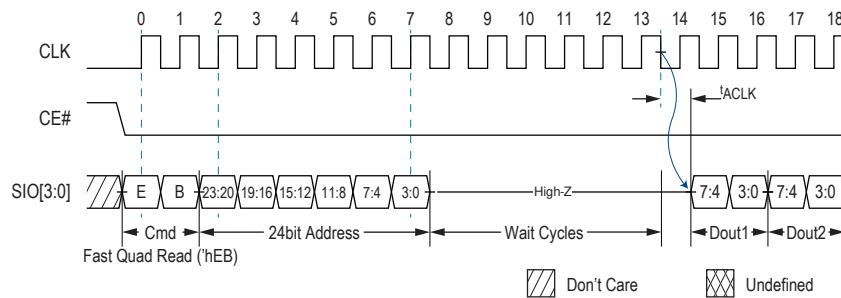 0 1 2 3 4 5 6 7 8 9 10 11 12 13 14 15 16 17 18
CLK
tACLK
CE#
SIO[3:0] E B 23:20 19:16 15:12 11:8 7:4 3:0 High-Z 7:4 3:0 7:4 3:0
Cmd 24bit Address Wait Cycles Dout1 Dout2
Fast Quad Read ('hEB)
Don't Care Undefined